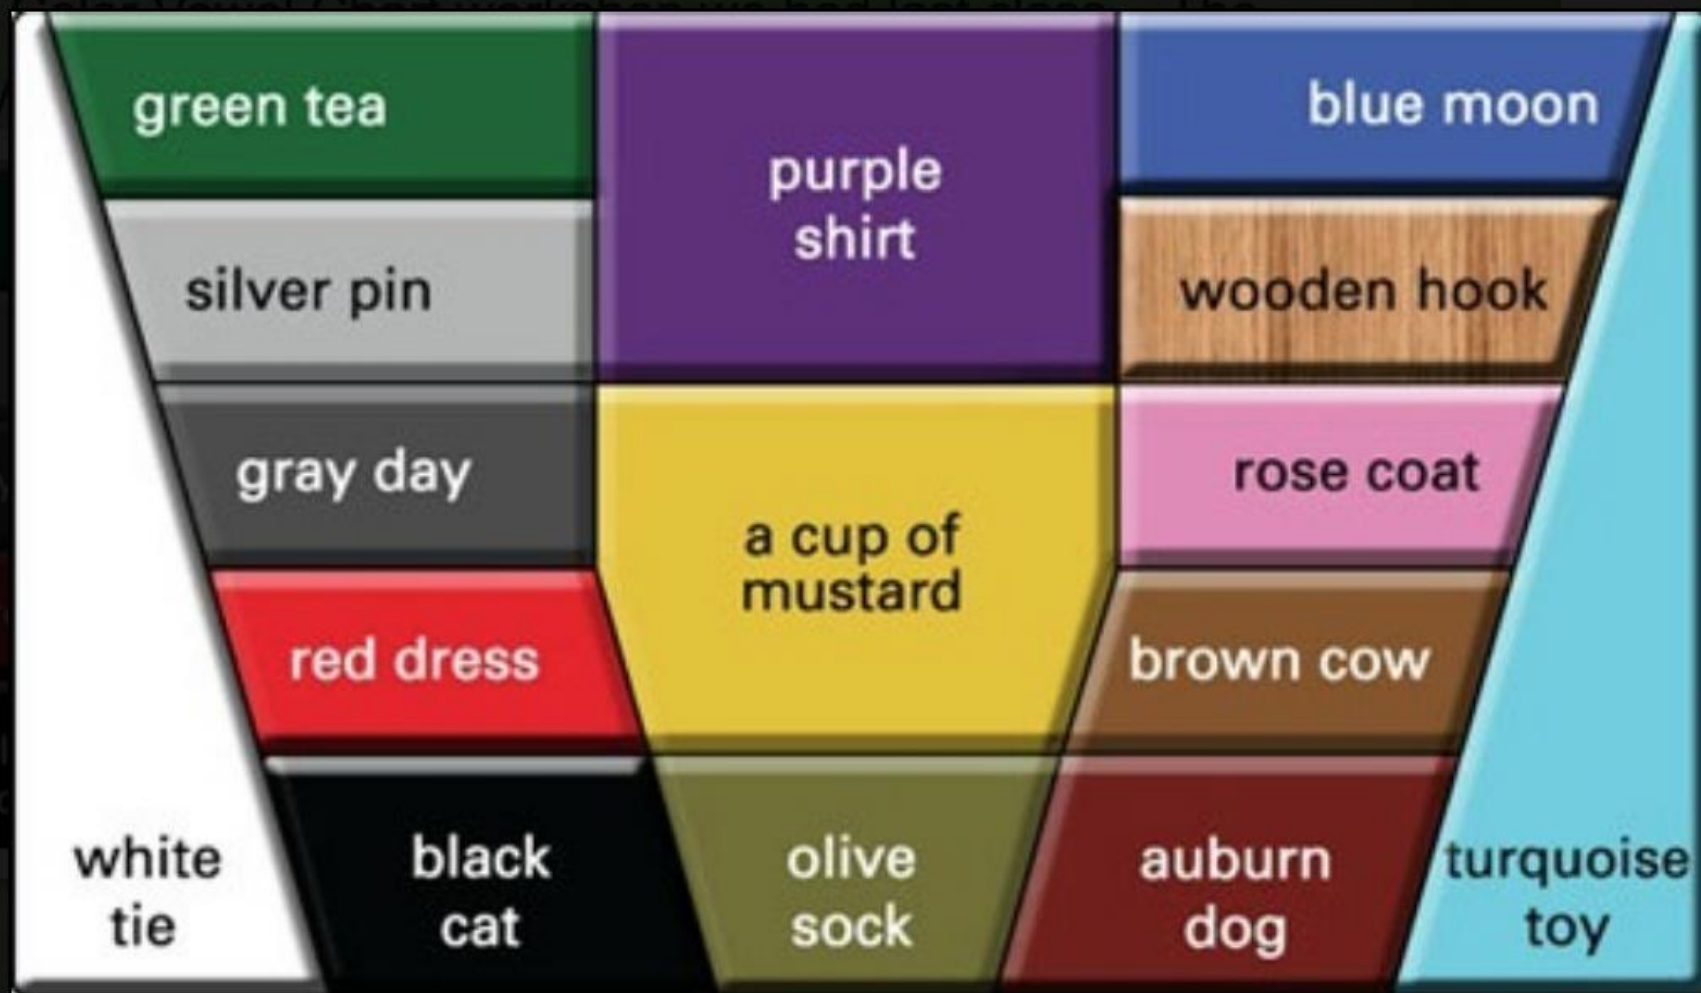 green tea
purple
shirt
blue moon
silver pin
wooden hook
gray day
a cup of
mustard
rose coat
red dress
brown cow
white
tie
black
cat
olive
sock
auburn
dog
turquoise
toy